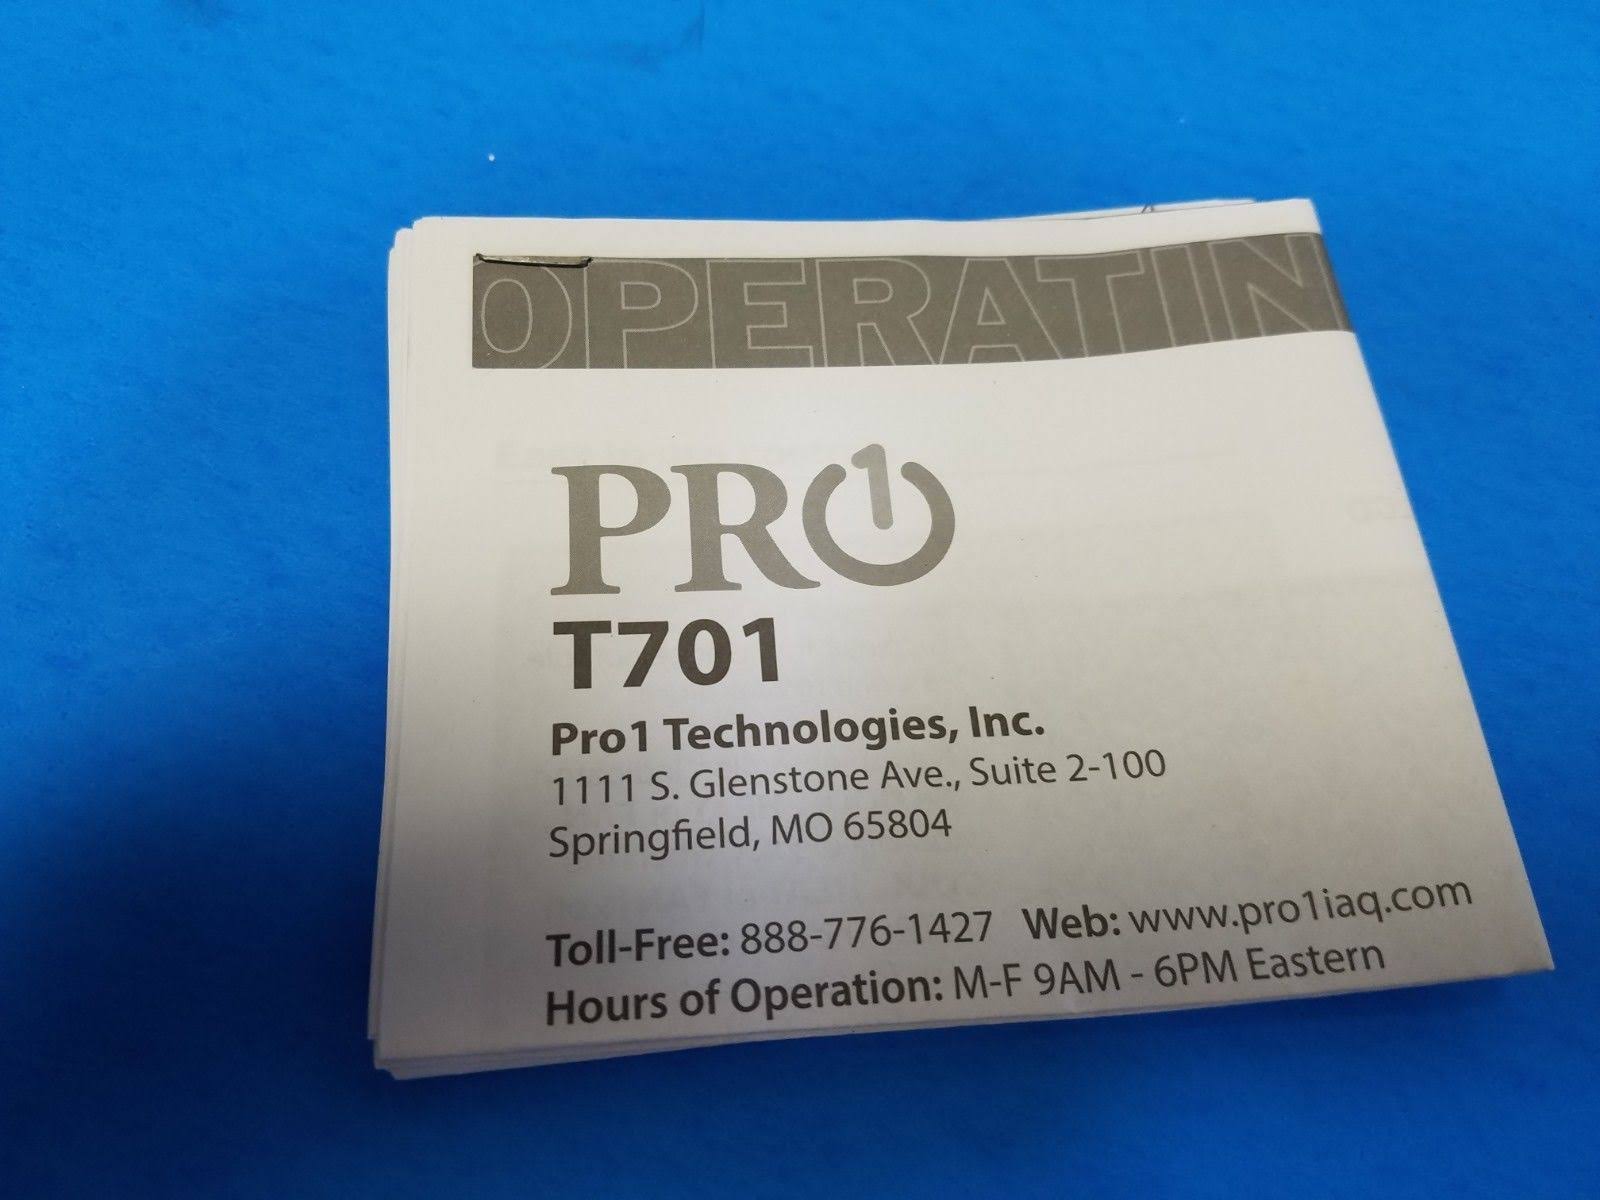 OPERATIN
PRO1
T701
Pro1 Technologies, Inc.
1111 S. Glenstone Ave., Suite 2-100
Springfield, MO 65804
Toll-Free: 888-776-1427 Web: www.pro1iaq.com
Hours of Operation: M-F 9AM - 6PM Eastern